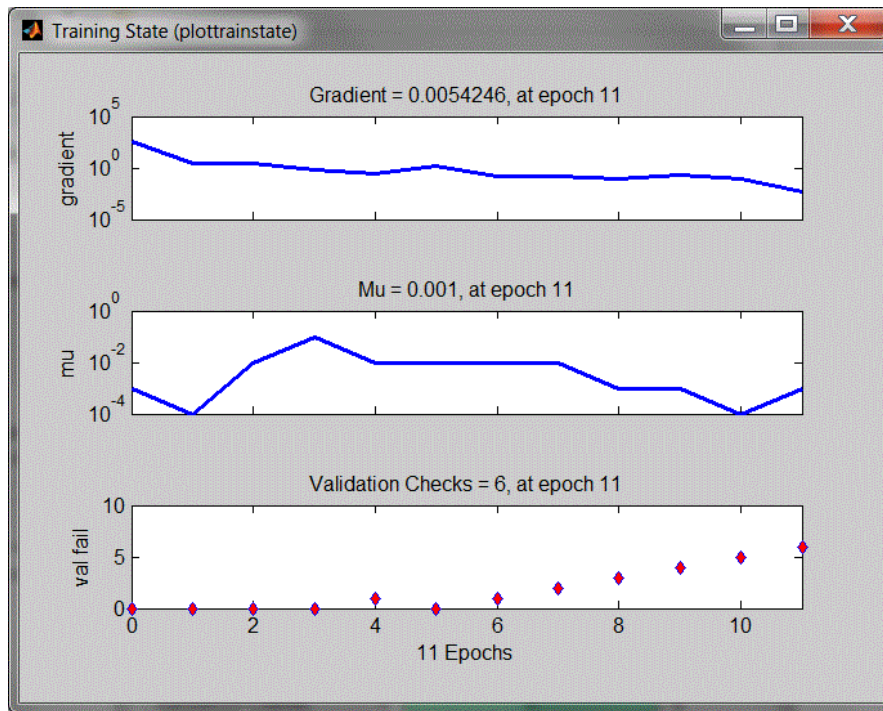 Training State (plottrainstate)
Gradient = 0.0054246, at epoch 11
10^5
10^0
10^-5
gradient
Mu = 0.001, at epoch 11
10^0
10^-2
10^-4
mu
Validation Checks = 6, at epoch 11
10
5
0
val fail
0 2 4 6 8 10
11 Epochs